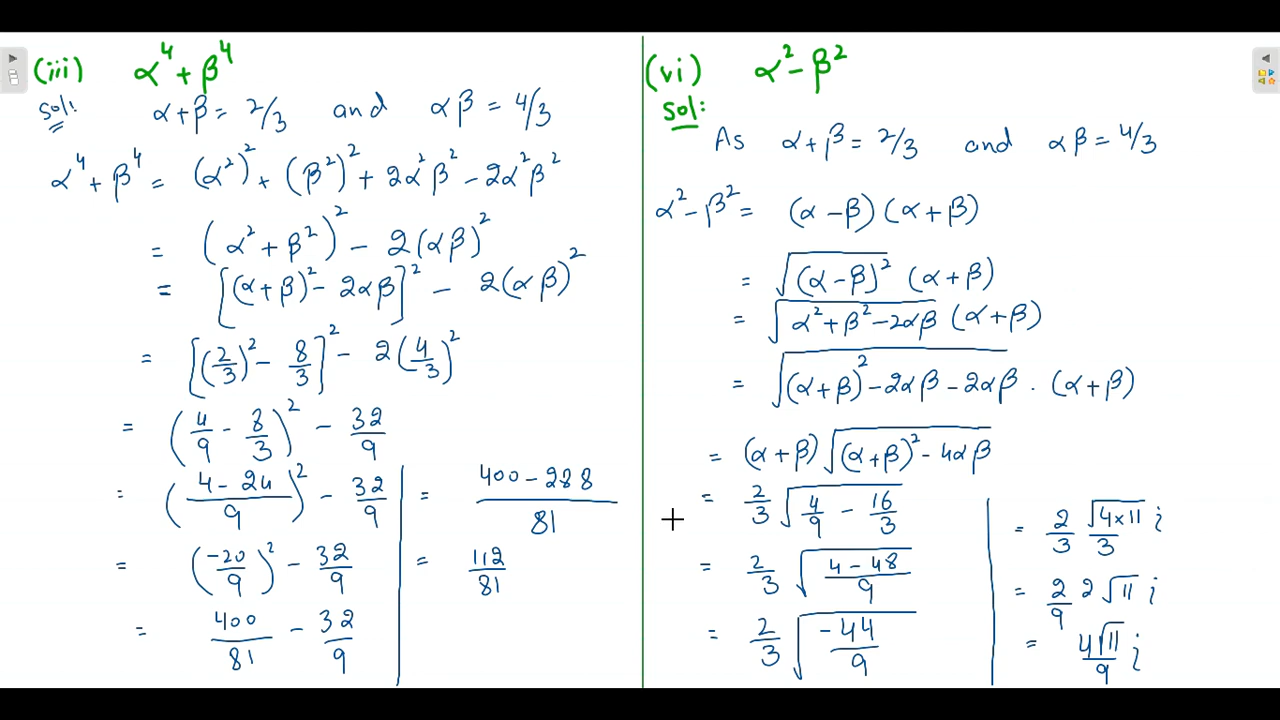 (iii) α⁴ + β⁴
Sol: α + β = 2/3 and αβ = 4/3
α⁴ + β⁴ = (α²)² + (β²)² + 2α²β² - 2α²β²
= (α² + β²)² - 2(αβ)²
= [(α + β)² - 2αβ]² - 2(αβ)²
= [(2/3)² - 8/3]² - 2(4/3)²
= (4/9 - 8/3)² - 32/9
= ((4 - 24)/9)² - 32/9
= (-20/9)² - 32/9
= 400/81 - 32/9
= (400 - 288)/81
= 112/81
(vi) α² - β²
Sol:
As α + β = 2/3 and αβ = 4/3
α² - β² = (α - β)(α + β)
= √((α - β)²) (α + β)
= √(α² + β² - 2αβ) (α + β)
= √((α + β)² - 2αβ - 2αβ) . (α + β)
= (α + β) √((α + β)² - 4αβ)
= 2/3 √(4/9 - 16/3)
= 2/3 √((4 - 48)/9)
= 2/3 √(-44/9)
= 2/3 √(4×11)/3 i
= 2/9 2√11 i
= 4√11/9 i